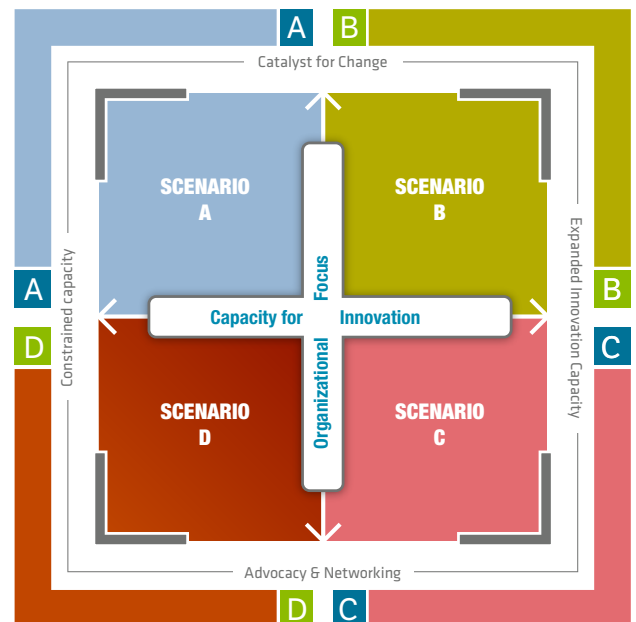 A B
Catalyst for Change
SCENARIO
A
SCENARIO
B
Constrained capacity
Expanded Innovation Capacity
A
B
Capacity for Innovation
Organizational Focus
D
C
SCENARIO
D
SCENARIO
C
Advocacy & Networking
D C